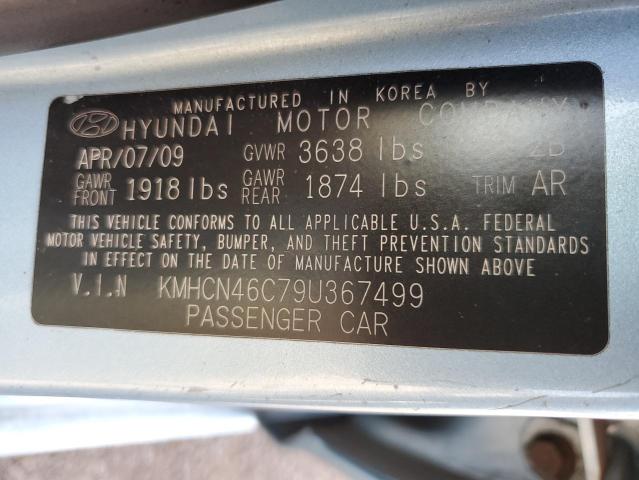 MANUFACTURED IN KOREA BY
HYUNDAI MOTOR COMPANY
APR/07/09 GVWR 3638 lbs 2B
GAWR FRONT 1918 lbs GAWR REAR 1874 lbs TRIM AR
THIS VEHICLE CONFORMS TO ALL APPLICABLE U.S.A. FEDERAL
MOTOR VEHICLE SAFETY, BUMPER, AND THEFT PREVENTION STANDARDS
IN EFFECT ON THE DATE OF MANUFACTURE SHOWN ABOVE
V.I.N KMHCN46C79U367499
PASSENGER CAR